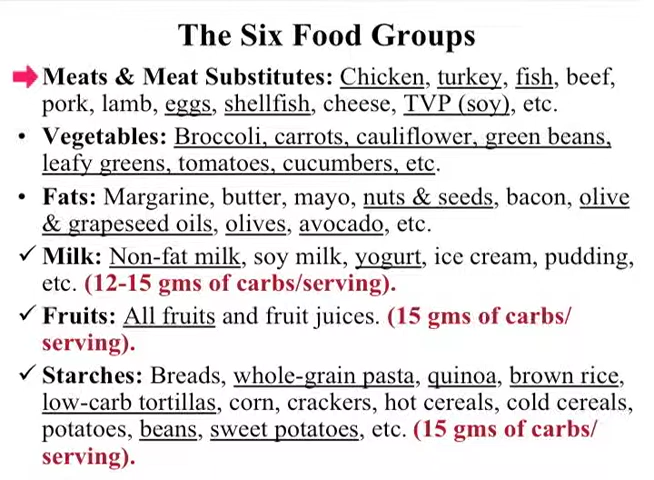 The Six Food Groups
Meats & Meat Substitutes: Chicken, turkey, fish, beef,
pork, lamb, eggs, shellfish, cheese, TVP (soy), etc.
• Vegetables: Broccoli, carrots, cauliflower, green beans,
leafy greens, tomatoes, cucumbers, etc.
• Fats: Margarine, butter, mayo, nuts & seeds, bacon, olive
& grapeseed oils, olives, avocado, etc.
✓ Milk: Non-fat milk, soy milk, yogurt, ice cream, pudding,
etc. (12-15 gms of carbs/serving).
✓ Fruits: All fruits and fruit juices. (15 gms of carbs/
serving).
✓ Starches: Breads, whole-grain pasta, quinoa, brown rice,
low-carb tortillas, corn, crackers, hot cereals, cold cereals,
potatoes, beans, sweet potatoes, etc. (15 gms of carbs/
serving).